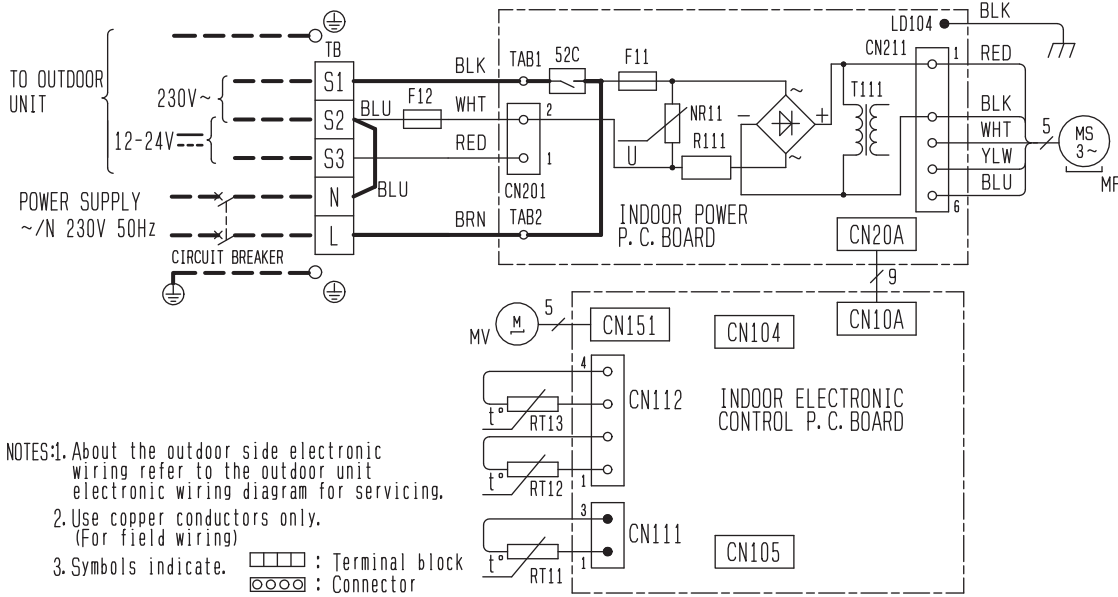 LD104
BLK
TB
TAB1
52C
F11
CN211
1
RED
TO OUTDOOR
UNIT
230V~
12-24V
S1
S2
S3
N
L
BLK
BLU
F12
WHT
RED
BLU
BRN
2
1
CN201
TAB2
NR11
U
R111
~
~
-
+
T111
BLK
WHT
YLW
BLU
6
5
MS
3~
MF
POWER SUPPLY
~/N 230V 50Hz
CIRCUIT BREAKER
INDOOR POWER
P.C.BOARD
CN20A
9
CN10A
MV
M
5
CN151
CN104
4
CN112
1
t°
RT13
t°
RT12
INDOOR ELECTRONIC
CONTROL P.C.BOARD
3
CN111
1
t°
RT11
CN105
NOTES:1. About the outdoor side electronic
wiring refer to the outdoor unit
electronic wiring diagram for servicing.
2. Use copper conductors only.
(For field wiring)
3. Symbols indicate.
: Terminal block
: Connector